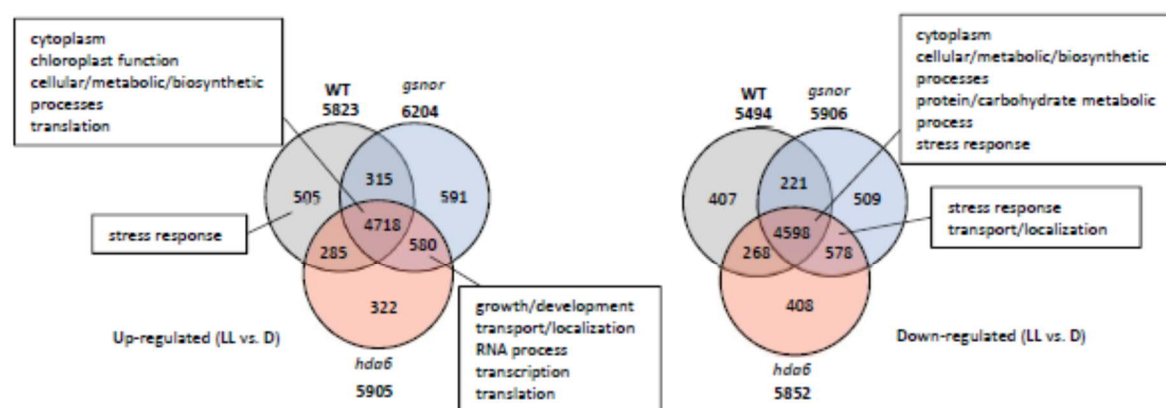 cytoplasm
chloroplast function
cellular/metabolic/biosynthetic
processes
translation
WT
5823
gsnor
6204
505
315
591
4718
285
580
322
stress response
growth/development
transport/localization
RNA process
transcription
translation
Up-regulated (LL vs. D)
hda6
5905
cytoplasm
cellular/metabolic/biosynthetic
processes
protein/carbohydrate metabolic
process
stress response
WT
5494
gsnor
5906
407
221
509
4598
268
578
408
stress response
transport/localization
Down-regulated (LL vs. D)
hda6
5852